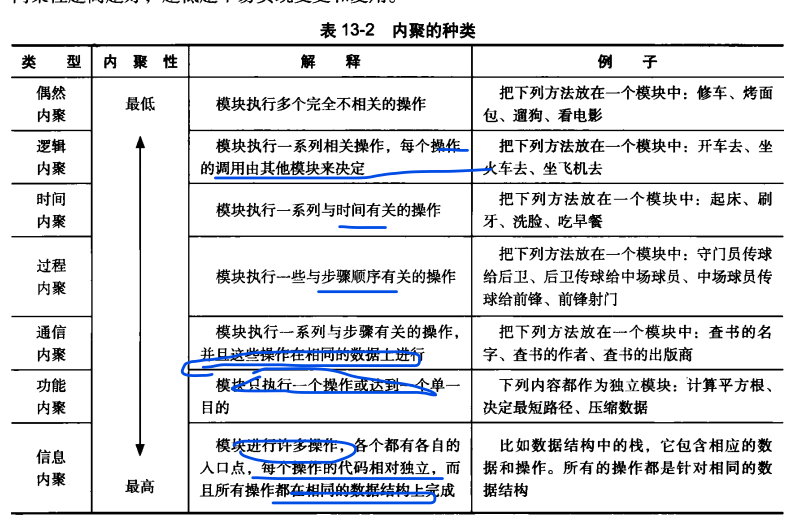 表 13-2 内聚的种类
类 型 内 聚 性 解 释 例 子
偶然
内聚
最低
模块执行多个完全不相关的操作
把下列方法放在一个模块中：修车、烤面
包、遛狗、看电影
逻辑
内聚
模块执行一系列相关操作，每个操作
的调用由其他模块来决定
把下列方法放在一个模块中：开车去、坐
火车去、坐飞机去
时间
内聚
模块执行一系列与时间有关的操作
把下列方法放在一个模块中：起床、刷
牙、洗脸、吃早餐
过程
内聚
模块执行一些与步骤顺序有关的操作
把下列方法放在一个模块中：守门员传球
给后卫、后卫传球给中场球员、中场球员传
球给前锋、前锋射门
通信
内聚
模块执行一系列与步骤有关的操作，
并且这些操作在相同的数据上进行
把下列方法放在一个模块中：查书的名
字、查书的作者、查书的出版商
功能
内聚
模块只执行一个操作或达到一个单一
目的
下列内容都作为独立模块：计算平方根、
决定最短路径、压缩数据
信息
内聚
最高
模块进行许多操作，各个都有各自的
入口点，每个操作的代码相对独立，而
且所有操作都在相同的数据结构上完成
比如数据结构中的栈，它包含相应的数
据和操作。所有的操作都是针对相同的数
据结构